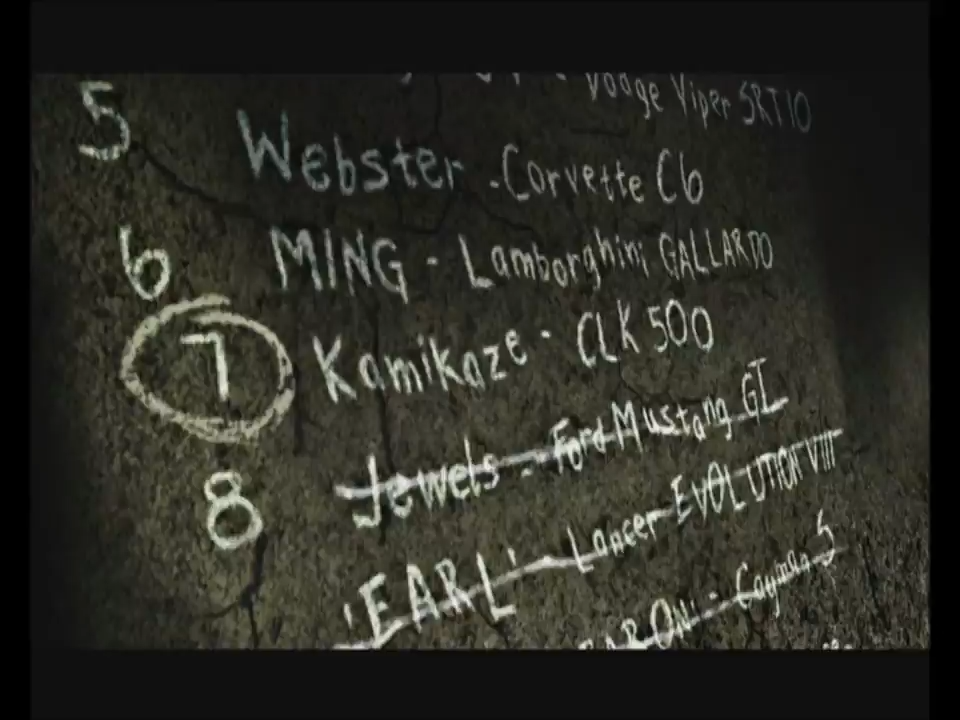 Viper SRT10
5 Webster - Corvette C6
6 MING - Lamborghini GALLARDO
7 Kamikaze - CLK 500
8 Jewels - Ford Mustang GT
'EARL' - Lancer EVOLUTION VIII
- Cayman S